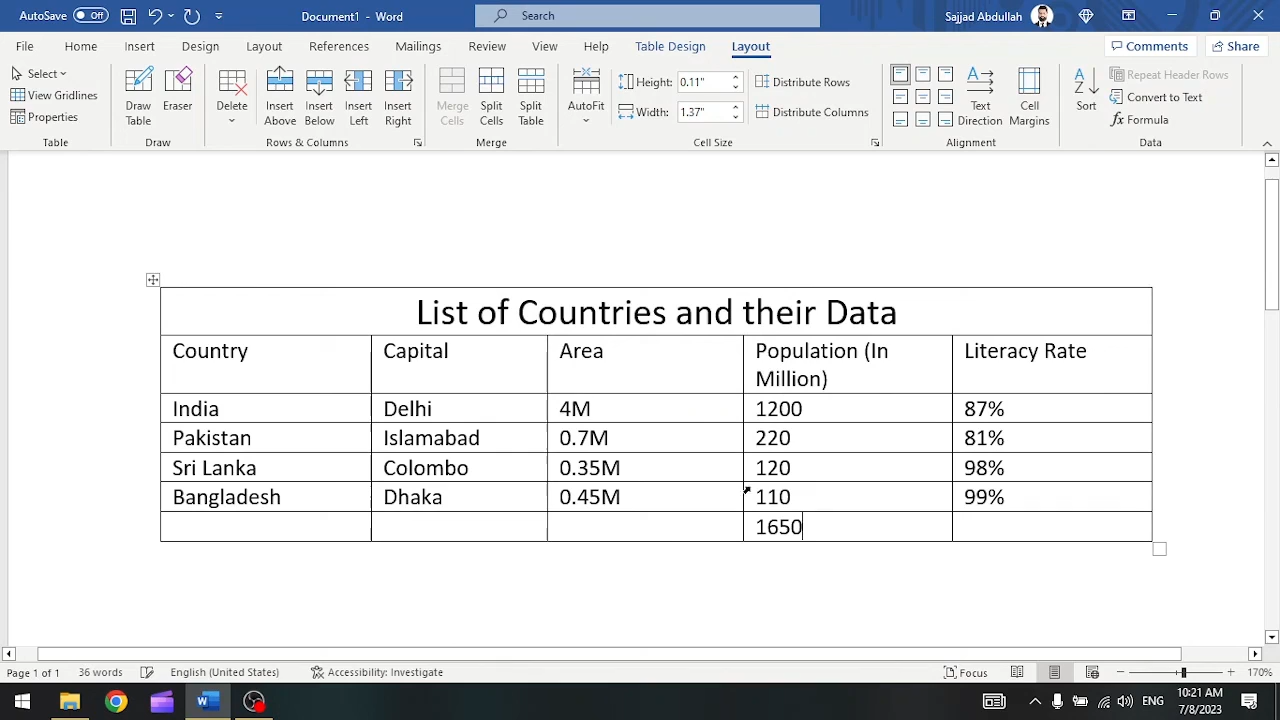 AutoSave Off Document1 - Word Search Sajjad Abdullah
File Home Insert Design Layout References Mailings Review View Help Table Design Layout Comments Share
Select
View Gridlines
Properties
Table
Draw Table
Eraser
Draw
Delete
Insert Above
Insert Below
Insert Left
Insert Right
Rows & Columns
Merge Cells
Split Cells
Split Table
Merge
AutoFit
Height: 0.11"
Width: 1.37"
Distribute Rows
Distribute Columns
Cell Size
Text Direction
Cell Margins
Alignment
Sort
Repeat Header Rows
Convert to Text
Formula
Data
List of Countries and their Data
Country Capital Area Population (In Million) Literacy Rate
India Delhi 4M 1200 87%
Pakistan Islamabad 0.7M 220 81%
Sri Lanka Colombo 0.35M 120 98%
Bangladesh Dhaka 0.45M 110 99%
1650
Page 1 of 1 36 words English (United States) Accessibility: Investigate Focus 170%
ENG 10:21 AM
7/8/2023